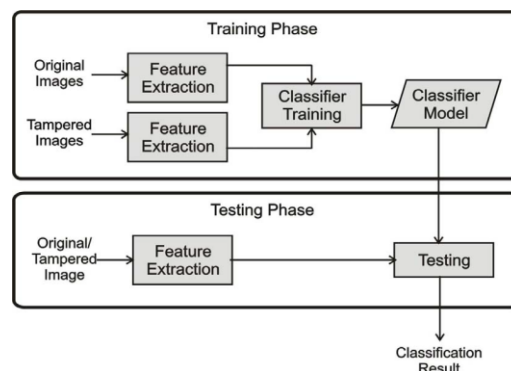 Training Phase
Original
Images
Feature
Extraction
Tampered
Images
Feature
Extraction
Classifier
Training
Classifier
Model
Testing Phase
Original/
Tampered
Image
Feature
Extraction
Testing
Classification
Result